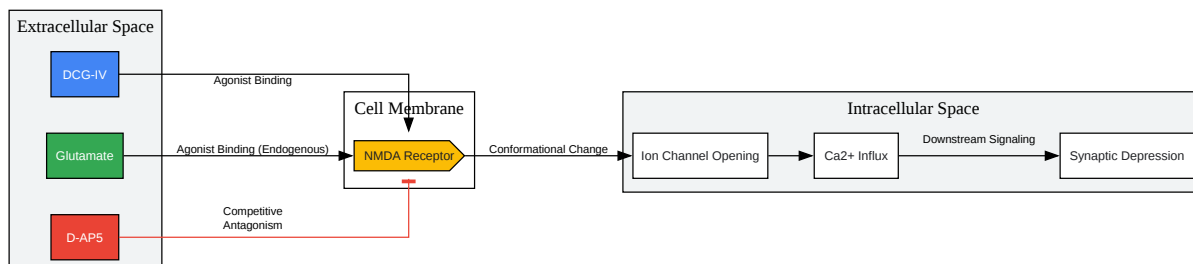 Extracellular Space
DCG-IV
Agonist Binding
Glutamate
Agonist Binding (Endogenous)
D-AP5
Competitive
Antagonism
Cell Membrane
NMDA Receptor
Conformational Change
Intracellular Space
Ion Channel Opening
Ca2+ Influx
Downstream Signaling
Synaptic Depression